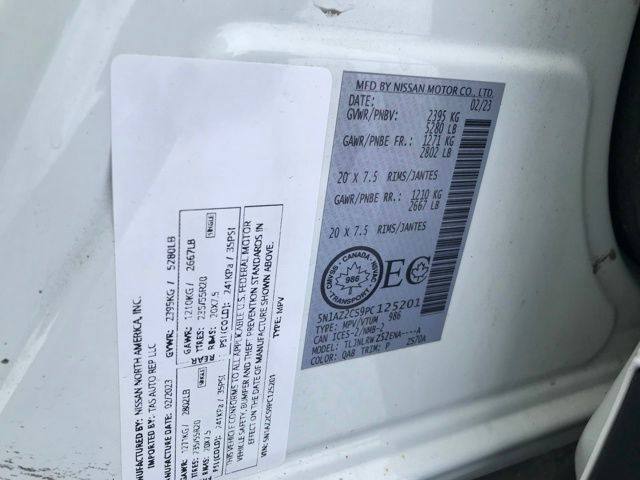 MANUFACTURED BY: NISSAN NORTH AMERICA, INC.
IMPORTED BY: TAS AUTO REP LLC
02/2023 GVWR: 2395KG / 5280LB
1271KG / 2802LB GAWR: 1210KG / 2667LB
TIRES: 235/55R20 TIRES: 235/55R20
RIMS: 20X7.5 RIMS: 20X7.5
PSI(COLD): 241KPa / 35PSI PSI(COLD): 241KPa / 35PSI
REAR
SINGLE
SINGLE
THIS VEHICLE CONFORMS TO ALL APPLICABLE U.S. FEDERAL MOTOR
VEHICLE SAFETY, BUMPER AND THEFT PREVENTION STANDARDS IN
EFFECT ON THE DATE OF MANUFACTURE SHOWN ABOVE.
VIN: 5N1AZ2CS9PC125201 TYPE: MPV
MFD BY NISSAN MOTOR CO., LTD.
DATE: 02/23
GVWR/PNBV: 2395 KG
5280 LB
GAWR/PNBE FR.: 1271 KG
2802 LB
20 X 7.5 RIMS/JANTES
GAWR/PNBE RR.: 1210 KG
2667 LB
20 X 7.5 RIMS/JANTES
CANADA
986
TRANSPORT
EC
5N1AZ2CS9PC125201
TYPE: MPV/VTUM 986
CAN ICES-2/NMB-2
MODEL: TLJNLRWZ52ENA----A
COLOR: QAB TRIM: P Z52DA